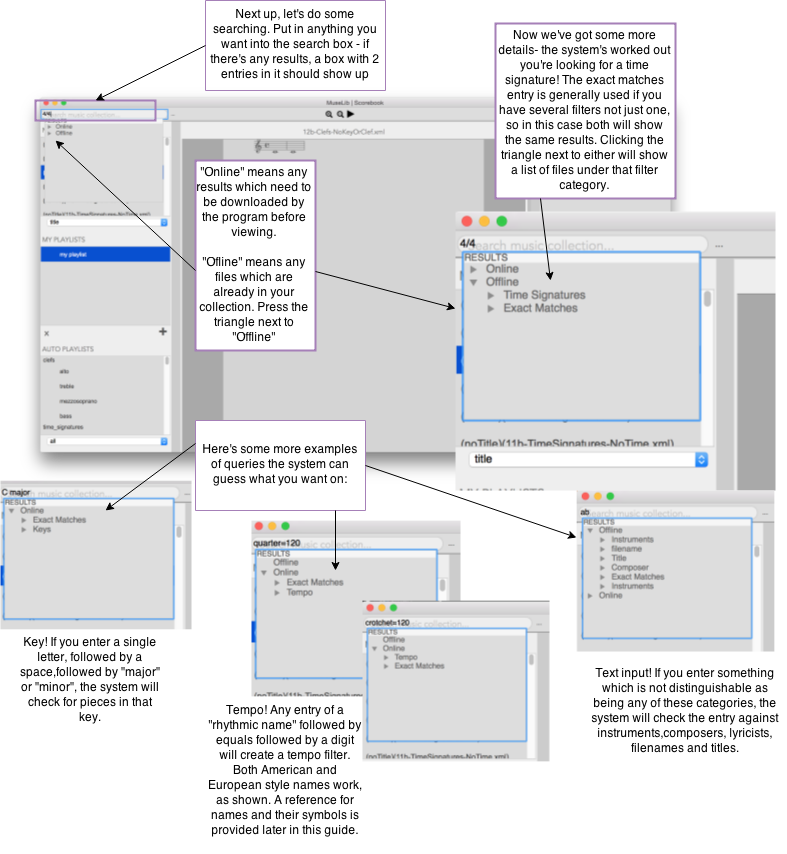 Next up, let's do some
searching. Put in anything you
want into the search box - if
there's any results, a box with 2
entries in it should show up
Now we've got some more
details- the system's worked out
you're looking for a time
signature! The exact matches
entry is generally used if you
have several filters not just one,
so in this case both will show
the same results. Clicking the
triangle next to either will show
a list of files under that filter
category.
MuseLib | Scorebook
4/4
Search music collection...
...
RESULTS
Online
Offline
12b-Clefs-NoKeyOrClef.xml
title
MY PLAYLISTS
my playlist
x
+
AUTO PLAYLISTS
clefs
alto
treble
mezzosoprano
bass
time_signatures
all
"Online" means any
results which need to
be downloaded by
the program before
viewing.
"Ofline" means any
files which are
already in your
collection. Press the
triangle next to
"Offline"
4/4
Search music collection...
...
RESULTS
Online
Offline
Time Signatures
Exact Matches
(noTitle)(11b-TimeSignatures-NoTime.xml)
title
MY PLAYLISTS
Here's some more examples
of queries the system can
guess what you want on:
C major
music collection...
...
RESULTS
Online
Exact Matches
Keys
Key! If you enter a single
letter, followed by a
space,followed by "major"
or "minor", the system will
check for pieces in that
key.
quarter=120
collection...
...
RESULTS
Offline
Online
Exact Matches
Tempo
(noTitle)(11b-TimeSignatures
crotchet=120
collection...
...
RESULTS
Offline
Online
Tempo
Exact Matches
(noTitle)(11b-TimeSignatures-NoTime.xml)
Tempo! Any entry of a
"rhythmic name" followed by
equals followed by a digit
will create a tempo filter.
Both American and
European style names work,
as shown. A reference for
names and their symbols is
provided later in this guide.
ab
Search music collection...
...
RESULTS
Offline
Instruments
filename
Title
Composer
Exact Matches
Instruments
Online
Text input! If you enter something
which is not distinguishable as
being any of these categories, the
system will check the entry against
instruments,composers, lyricists,
filenames and titles.